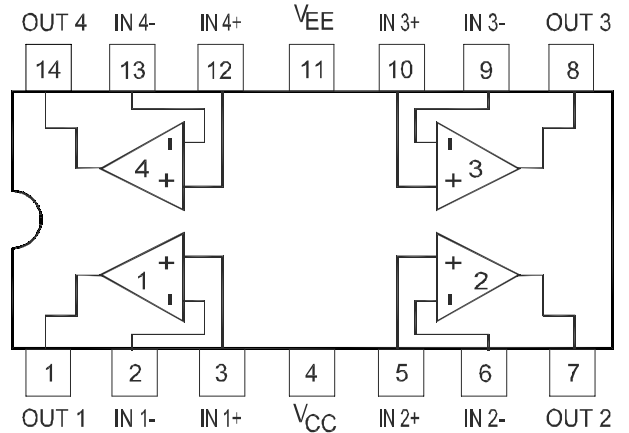 OUT 4 IN 4- IN 4+ VEE IN 3+ IN 3- OUT 3
14 13 12 11 10 9 8
- -
4 3
+ +
+ +
1 2
- -
1 2 3 4 5 6 7
OUT 1 IN 1- IN 1+ VCC IN 2+ IN 2- OUT 2